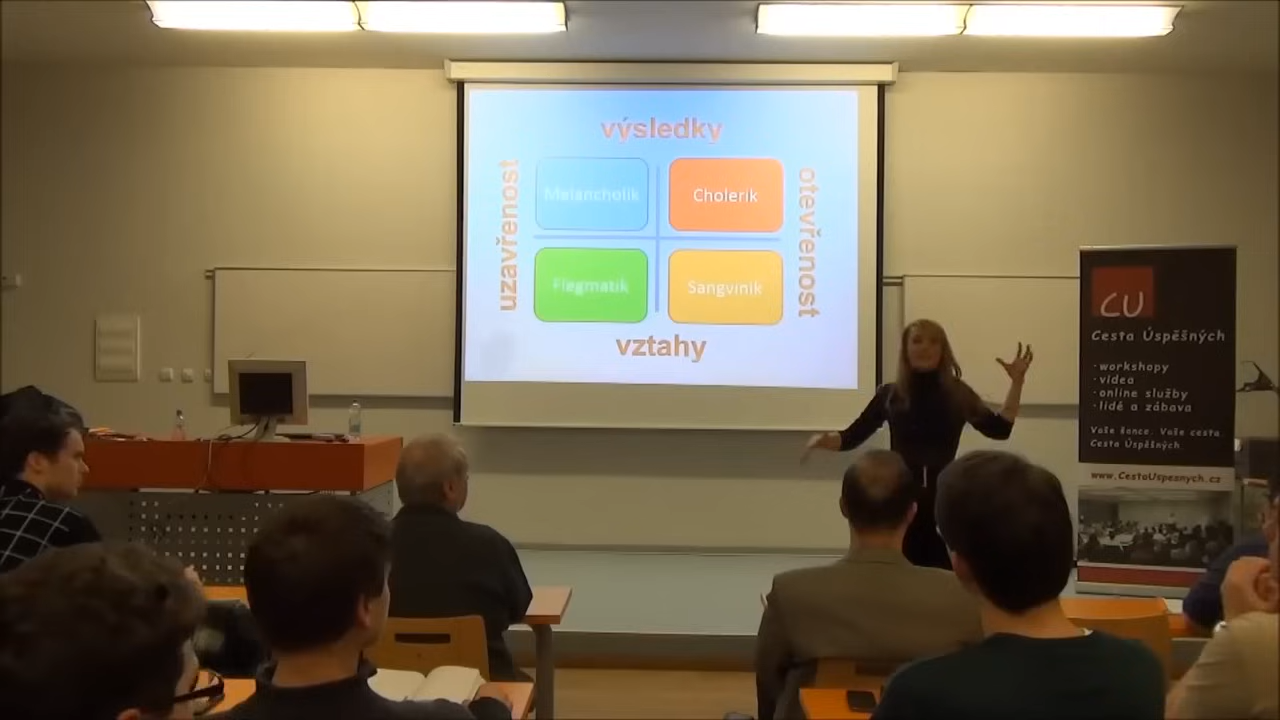 výsledky
uzavřenost
Melancholik
Cholerik
otevřenost
Flegmatik
Sangvinik
vztahy
CU
Cesta Úspěšných
·workshopy
·videa
·online služby
·lidé a zábava
Vaše šance. Vaše cesta.
Cesta Úspěšných.
www.CestaUspesnych.cz